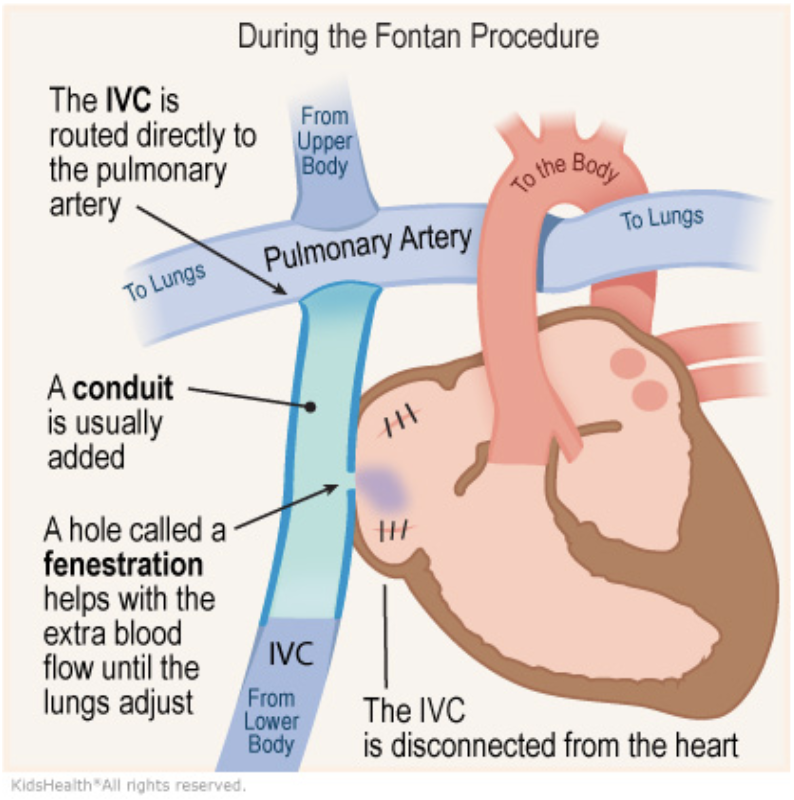 During the Fontan Procedure
The IVC is
routed directly to
the pulmonary
artery
From
Upper
Body
To the Body
To Lungs
Pulmonary Artery
To Lungs
A conduit
is usually
added
A hole called a
fenestration
helps with the
extra blood
flow until the
lungs adjust
IVC
From
Lower
Body
The IVC
is disconnected from the heart
KidsHealth®All rights reserved.